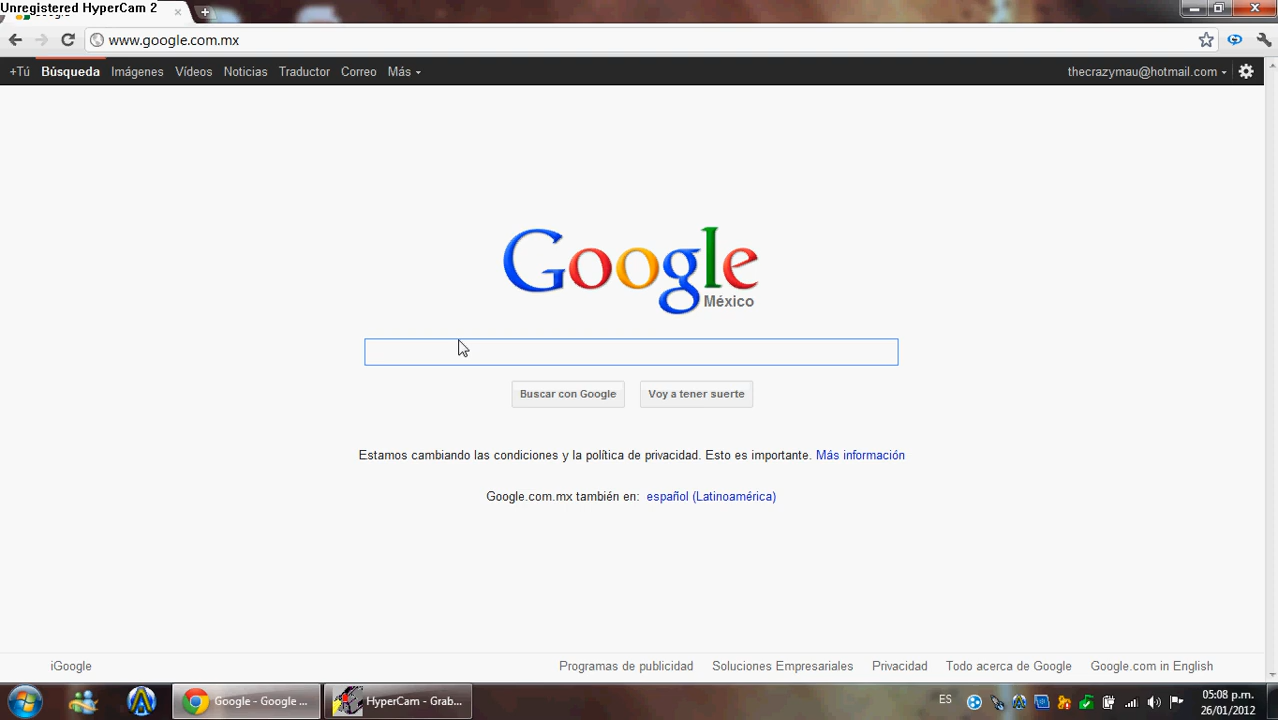 Unregistered HyperCam 2
www.google.com.mx
+Tú Búsqueda Imágenes Vídeos Noticias Traductor Correo Más thecrazymau@hotmail.com
Google
México
Buscar con Google Voy a tener suerte
Estamos cambiando las condiciones y la política de privacidad. Esto es importante. Más información
Google.com.mx también en: español (Latinoamérica)
iGoogle Programas de publicidad Soluciones Empresariales Privacidad Todo acerca de Google Google.com in English
Google - Google ... HyperCam - Grab... ES 05:08 p.m.
26/01/2012